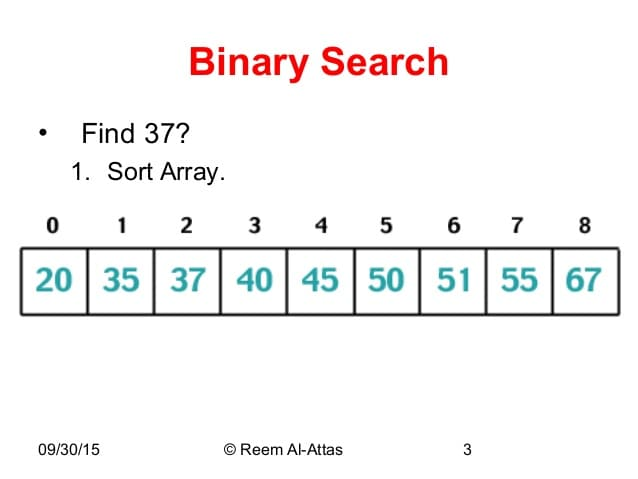 Binary Search
• Find 37?
1. Sort Array.
0 1 2 3 4 5 6 7 8
20 35 37 40 45 50 51 55 67
09/30/15 © Reem Al-Attas 3